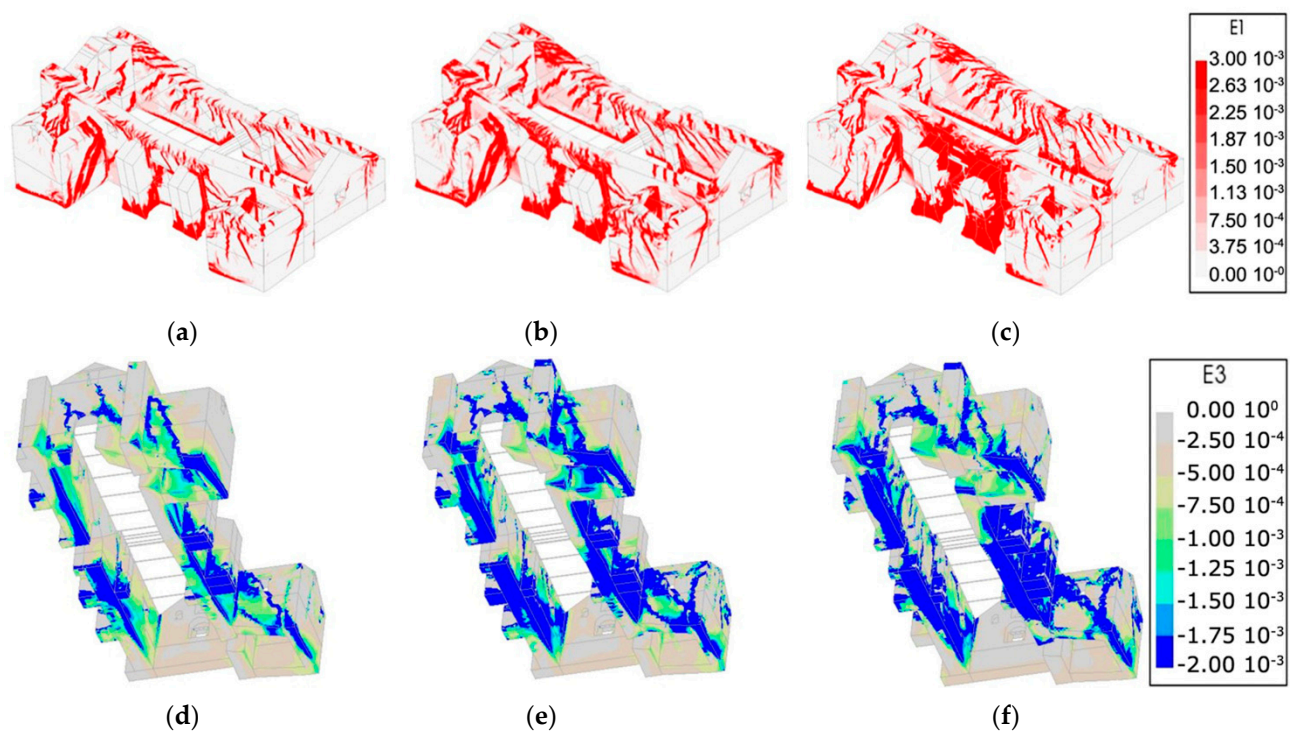 E1
3.00 10⁻³
2.63 10⁻³
2.25 10⁻³
1.87 10⁻³
1.50 10⁻³
1.13 10⁻³
7.50 10⁻⁴
3.75 10⁻⁴
0.00 10⁻⁰
(a)
(b)
(c)
E3
0.00 10⁰
-2.50 10⁻⁴
-5.00 10⁻⁴
-7.50 10⁻⁴
-1.00 10⁻³
-1.25 10⁻³
-1.50 10⁻³
-1.75 10⁻³
-2.00 10⁻³
(d)
(e)
(f)